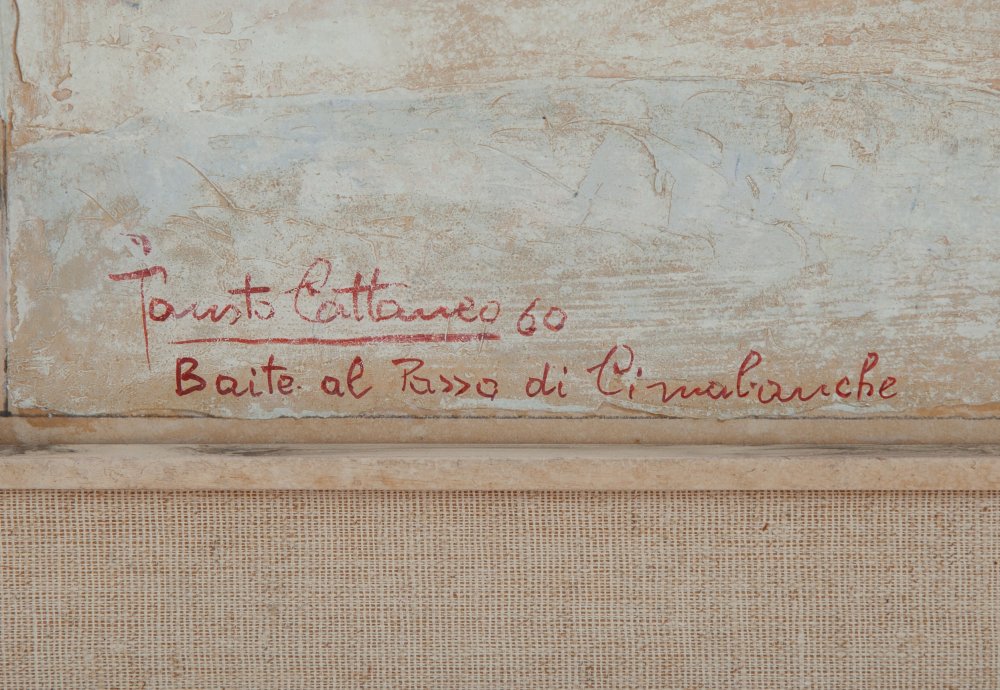 Fausto Cattaneo 60
Baite al Passo di Cimabanche